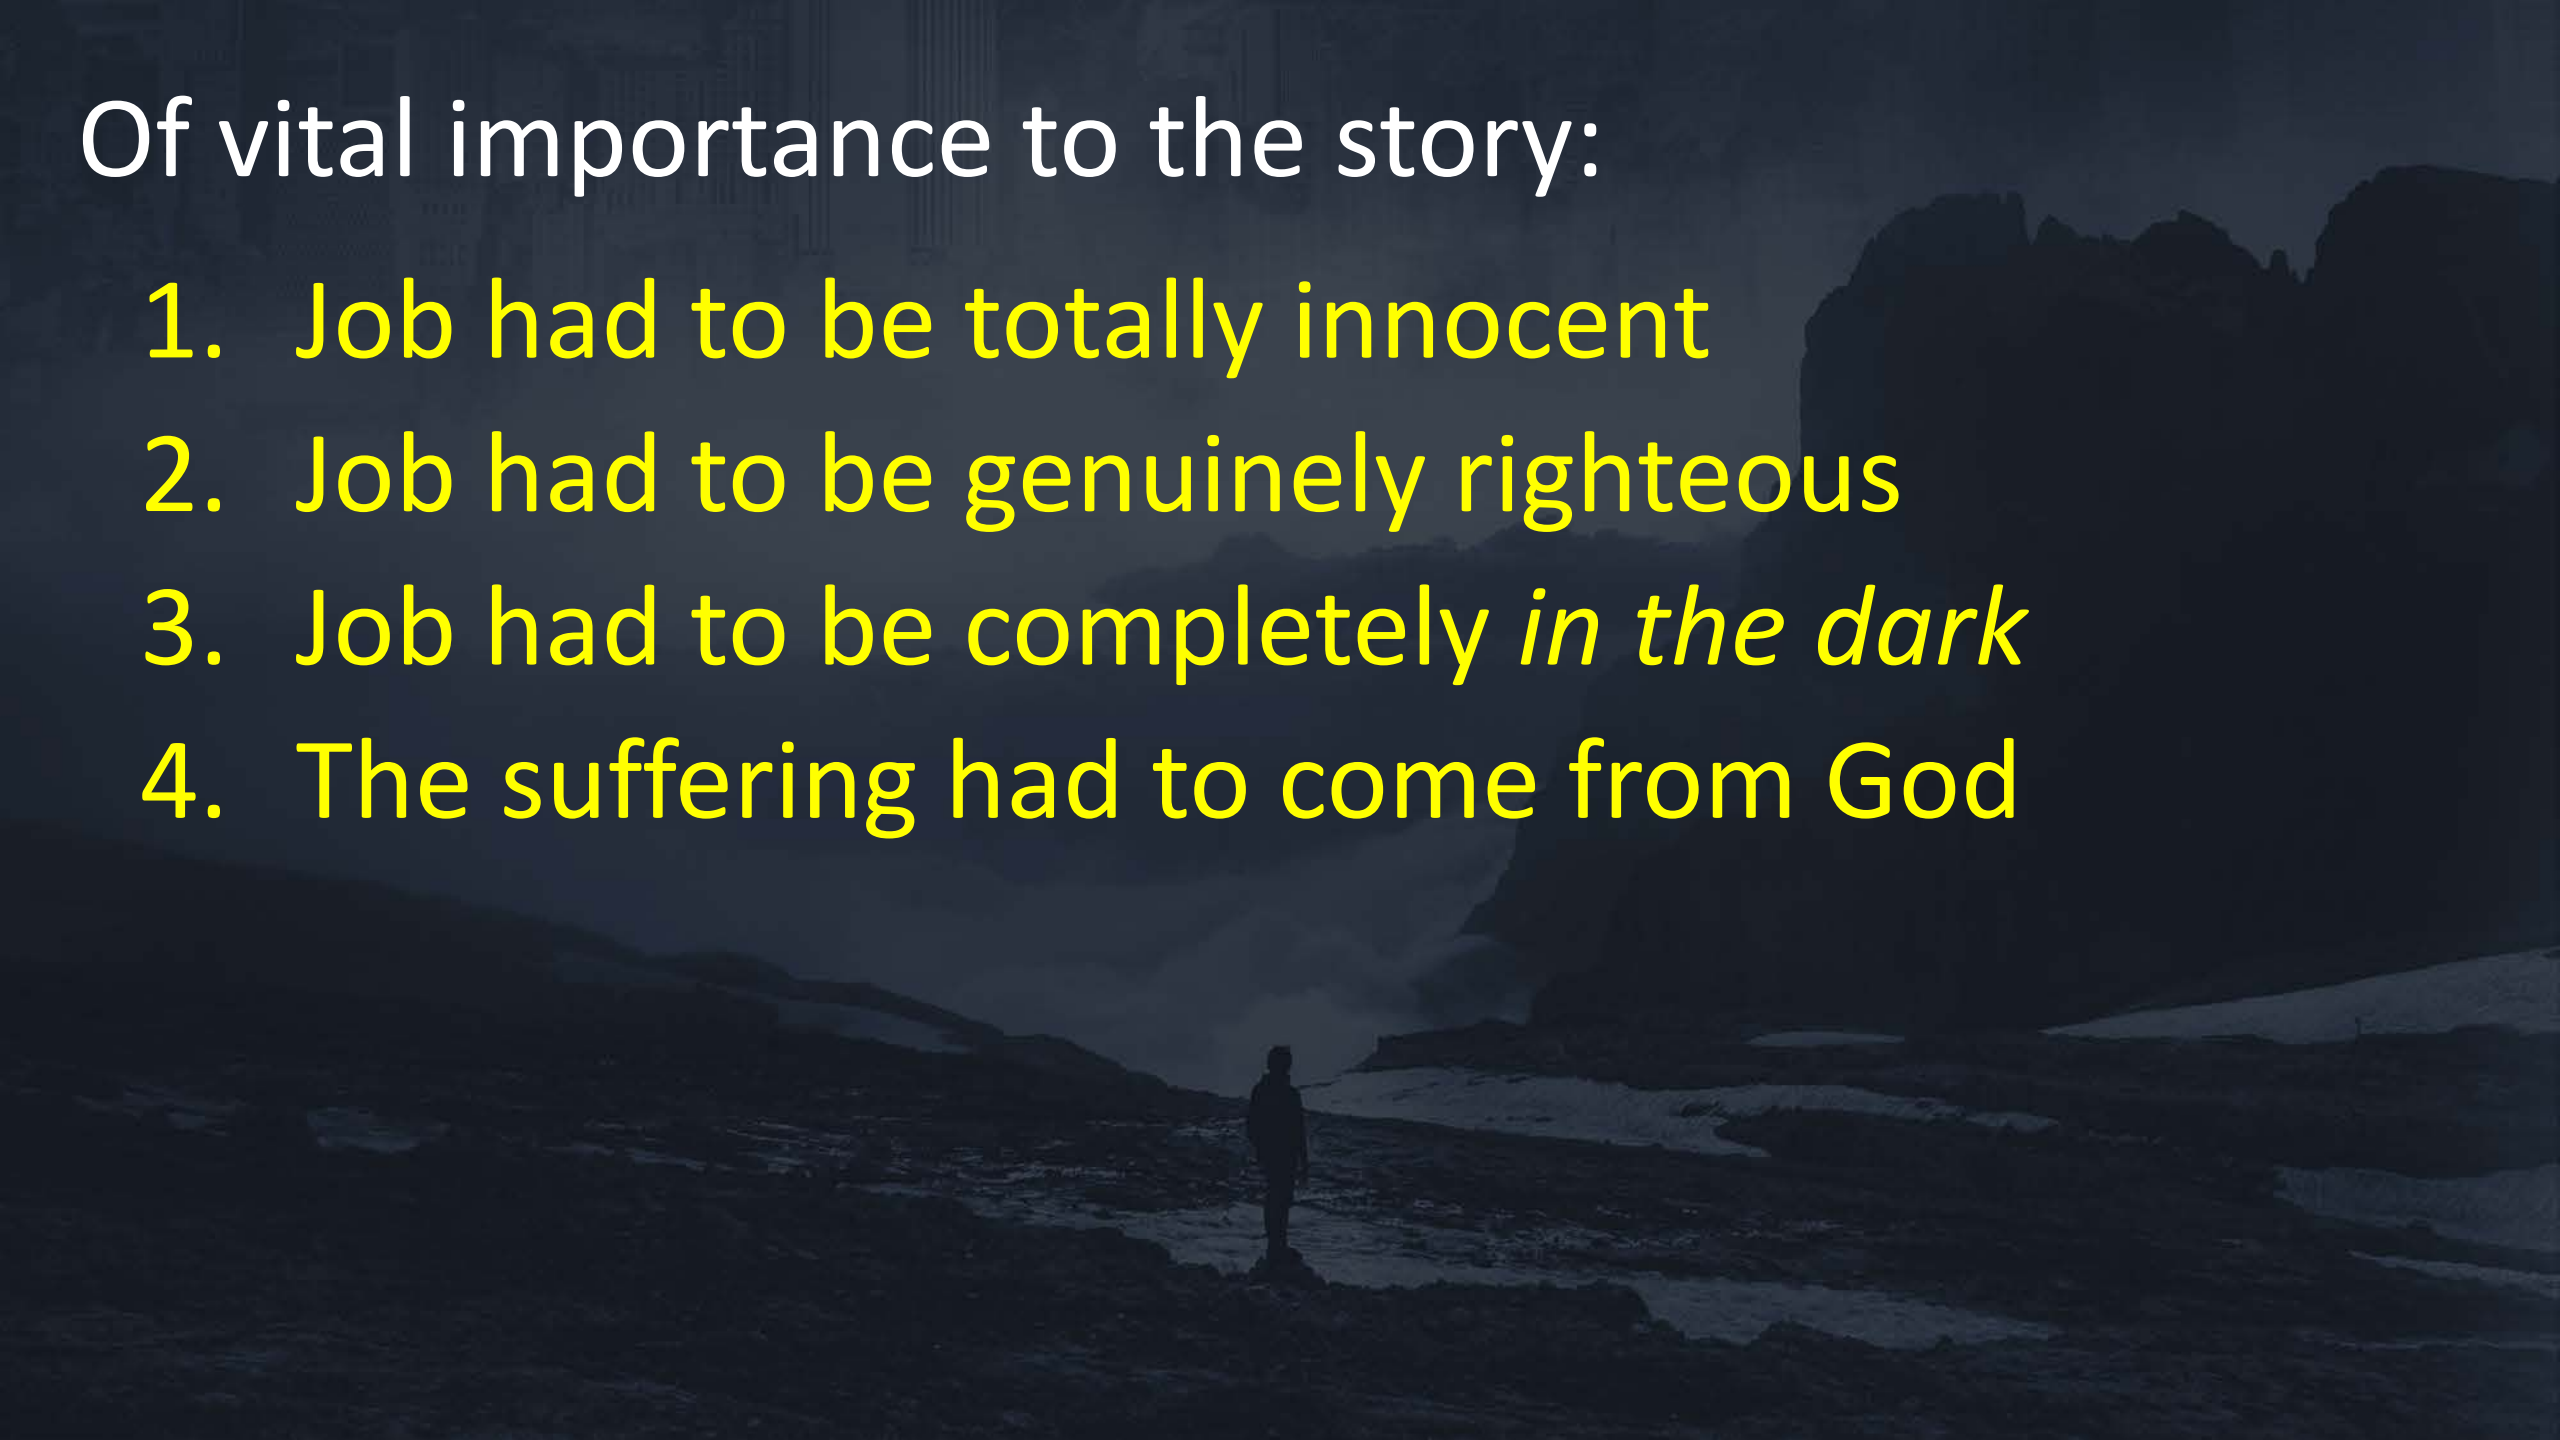 Of vital importance to the story:
1. Job had to be totally innocent
2. Job had to be genuinely righteous
3. Job had to be completely in the dark
4. The suffering had to come from God